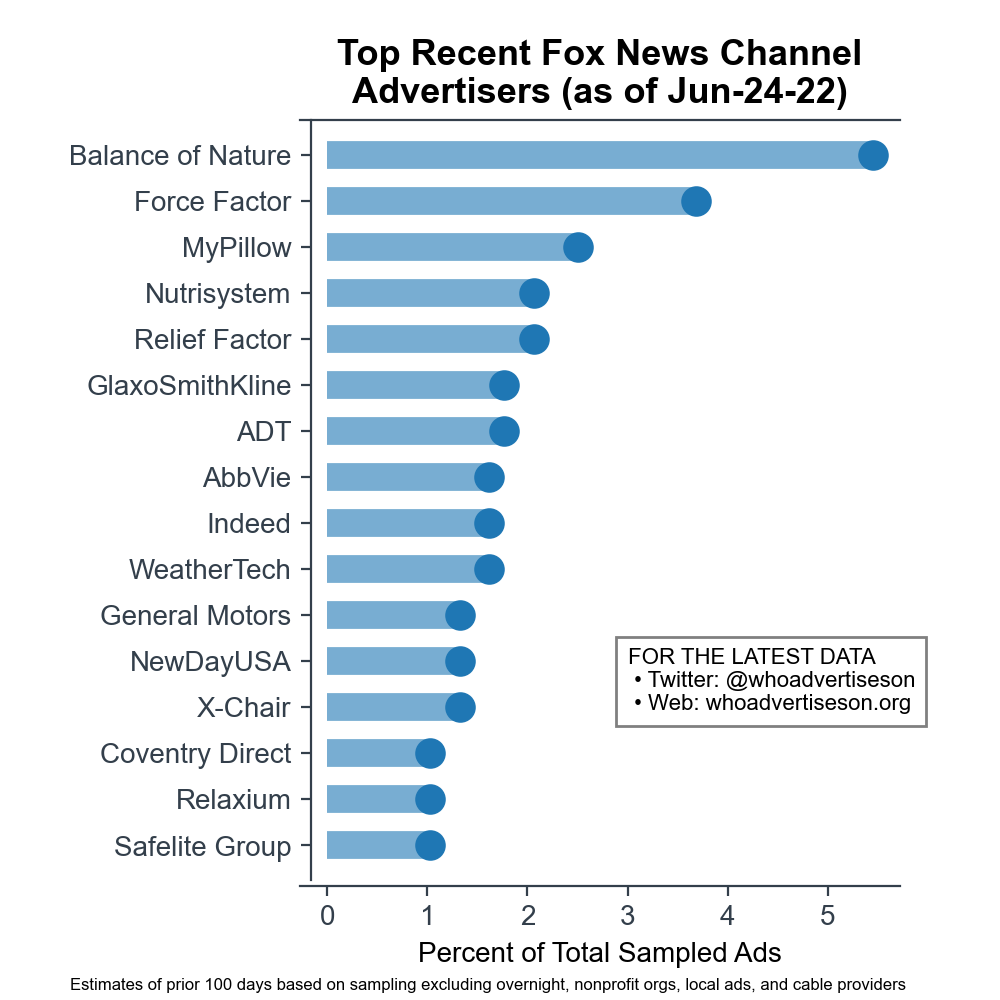 Top Recent Fox News Channel
Advertisers (as of Jun-24-22)
Balance of Nature
Force Factor
MyPillow
Nutrisystem
Relief Factor
GlaxoSmithKline
ADT
AbbVie
Indeed
WeatherTech
General Motors
NewDayUSA
X-Chair
Coventry Direct
Relaxium
Safelite Group
FOR THE LATEST DATA
• Twitter: @whoadvertiseson
• Web: whoadvertiseson.org
0 1 2 3 4 5
Percent of Total Sampled Ads
Estimates of prior 100 days based on sampling excluding overnight, nonprofit orgs, local ads, and cable providers